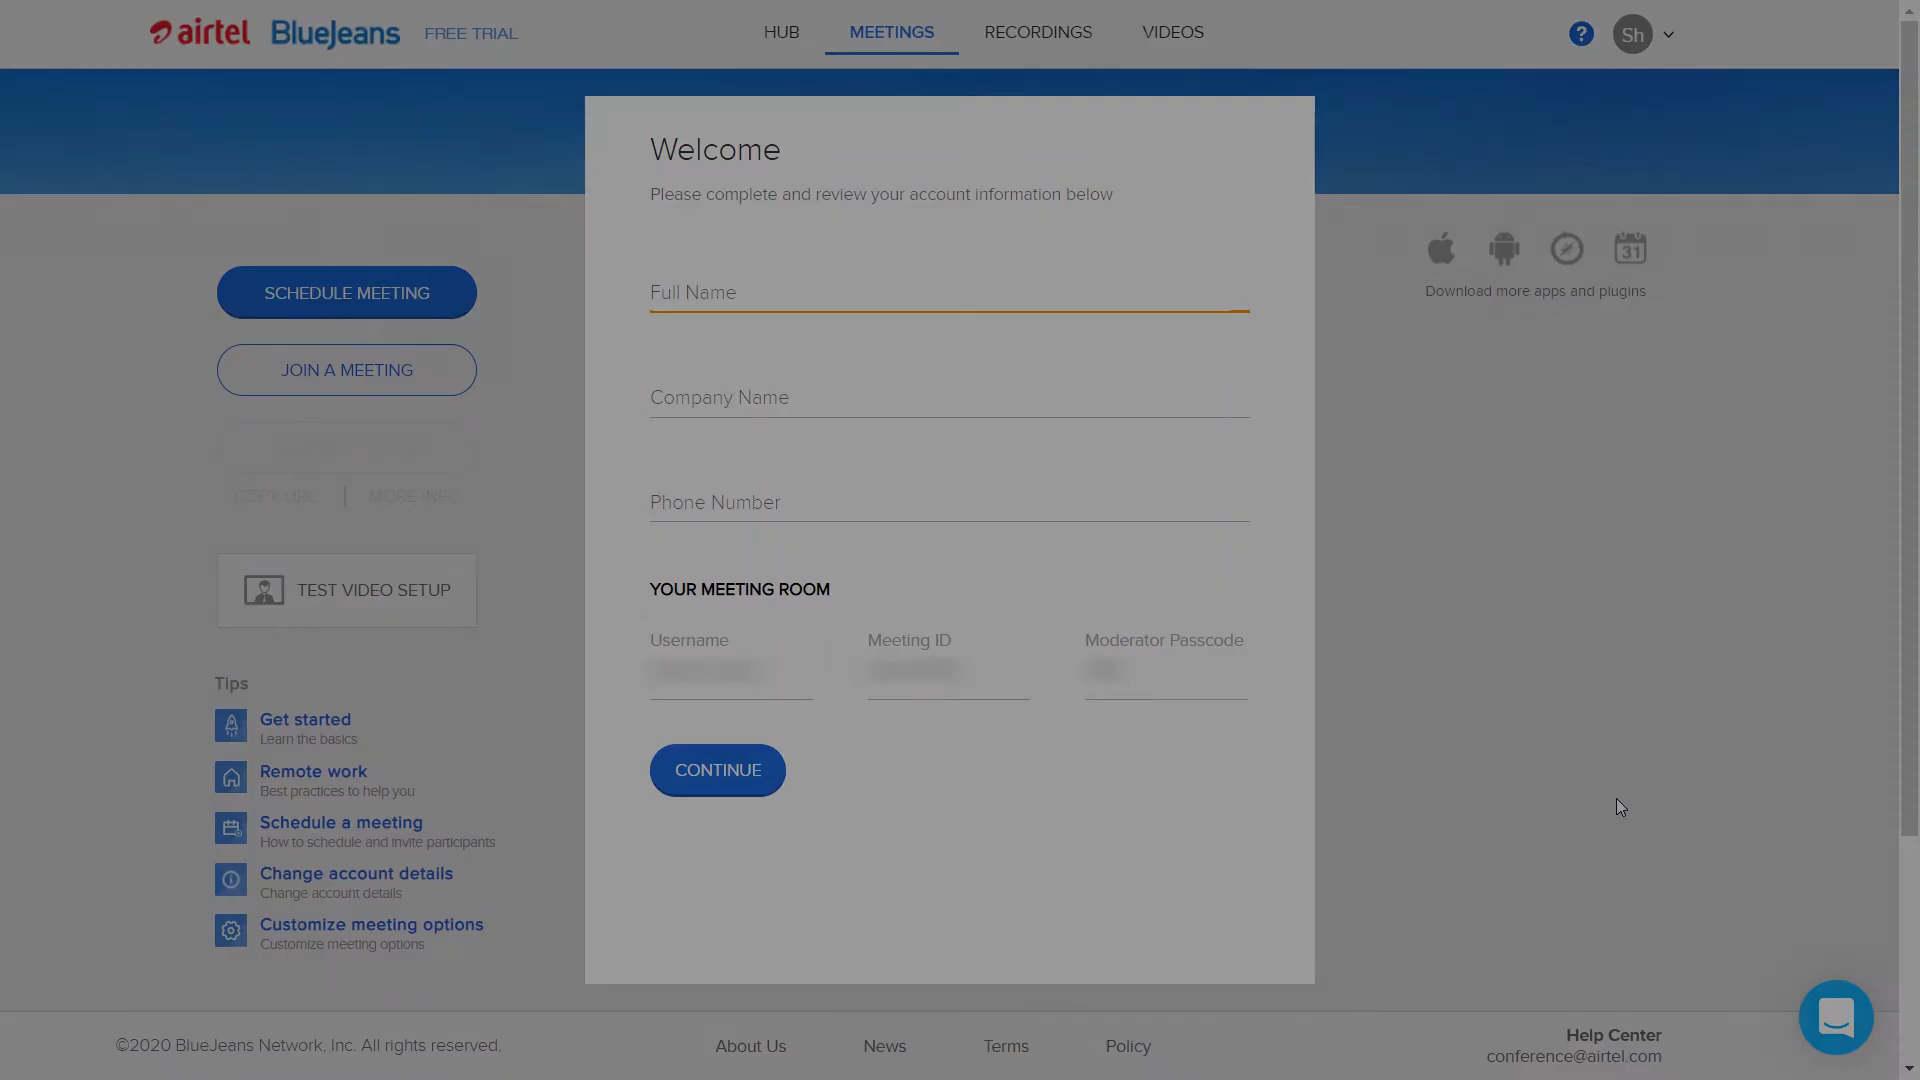 airtel BlueJeans FREE TRIAL
HUB
MEETINGS
RECORDINGS
VIDEOS
?
Sh
Welcome
Please complete and review your account information below
Full Name
Company Name
Phone Number
YOUR MEETING ROOM
Username
Meeting ID
Moderator Passcode
CONTINUE
SCHEDULE MEETING
JOIN A MEETING
COPY URL | MORE INFO
TEST VIDEO SETUP
Tips
Get started
Learn the basics
Remote work
Best practices to help you
Schedule a meeting
How to schedule and invite participants
Change account details
Change account details
Customize meeting options
Customize meeting options
31
Download more apps and plugins
©2020 BlueJeans Network, Inc. All rights reserved.
About Us
News
Terms
Policy
Help Center
conference@airtel.com